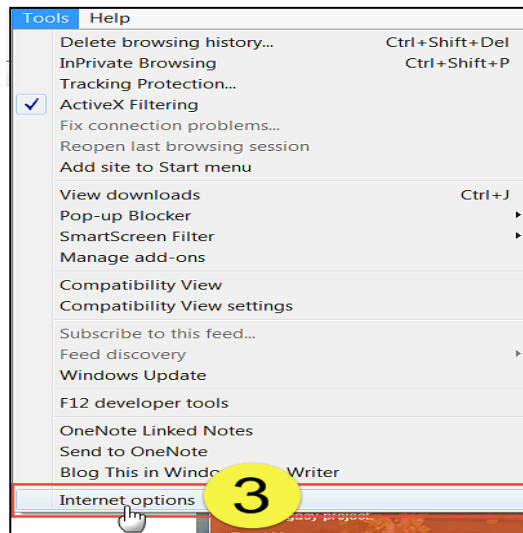 Tools Help
Delete browsing history... Ctrl+Shift+Del
InPrivate Browsing Ctrl+Shift+P
Tracking Protection...
ActiveX Filtering
Fix connection problems...
Reopen last browsing session
Add site to Start menu
View downloads Ctrl+J
Pop-up Blocker
SmartScreen Filter
Manage add-ons
Compatibility View
Compatibility View settings
Subscribe to this feed...
Feed discovery
Windows Update
F12 developer tools
OneNote Linked Notes
Send to OneNote
Blog This in Writer
Internet options 3
project.